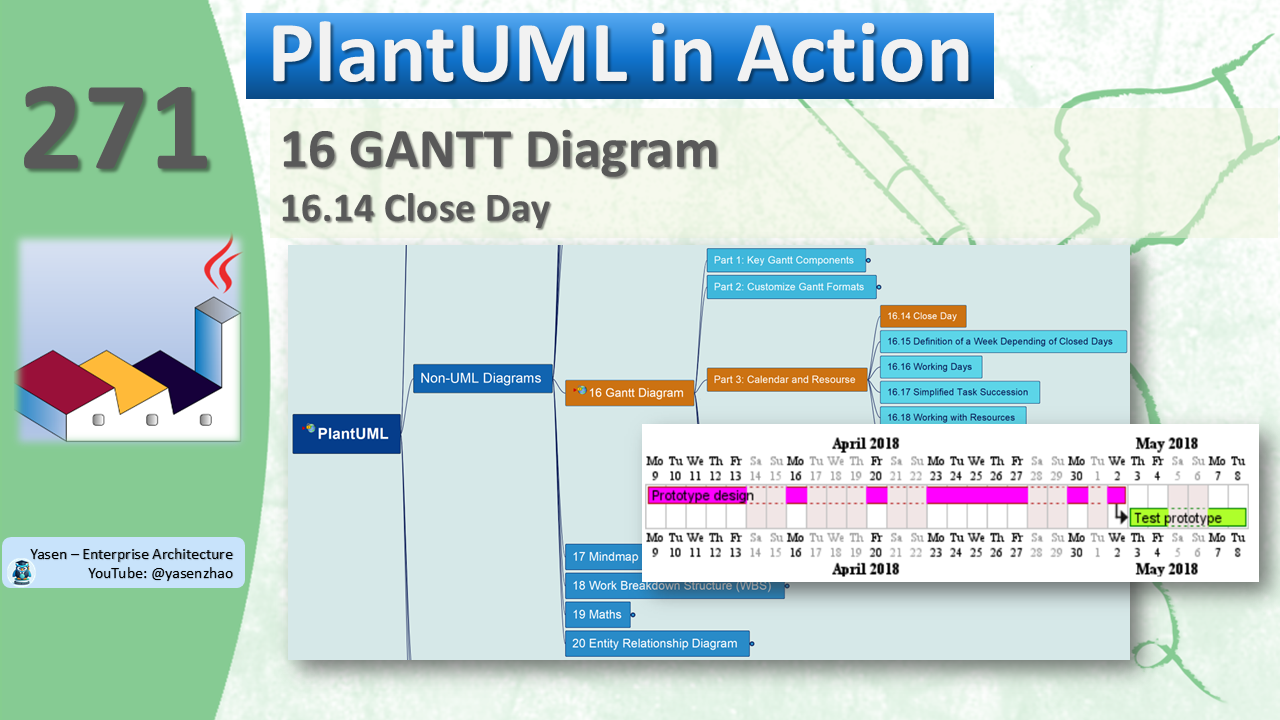 PlantUML in Action
271
16 GANTT Diagram
16.14 Close Day
Part 1: Key Gantt Components
Part 2: Customize Gantt Formats
16.14 Close Day
16.15 Definition of a Week Depending of Closed Days
16.16 Working Days
Non-UML Diagrams
Part 3: Calendar and Resourse
16 Gantt Diagram
16.17 Simplified Task Succession
16.18 Working with Resources
PlantUML
April 2018 May 2018
Mo Tu We Th Fr Sa Su Mo Tu We Th Fr Sa Su Mo Tu We Th Fr Sa Su Mo Tu We Th Fr Sa Su Mo Tu
9 10 11 12 13 14 15 16 17 18 19 20 21 22 23 24 25 26 27 28 29 30 1 2 3 4 5 6 7 8
Prototype design
Test prototype
Mo Tu We Th Fr Sa Su Mo Tu We Th Fr Sa Su Mo Tu We Th Fr Sa Su Mo Tu We Th Fr Sa Su Mo Tu
9 10 11 12 13 14 15 16 17 18 19 20 21 22 23 24 25 26 27 28 29 30 1 2 3 4 5 6 7 8
April 2018 May 2018
Yasen – Enterprise Architecture
YouTube: @yasenzhao
17 Mindmap
18 Work Breakdown Structure (WBS)
19 Maths
20 Entity Relationship Diagram